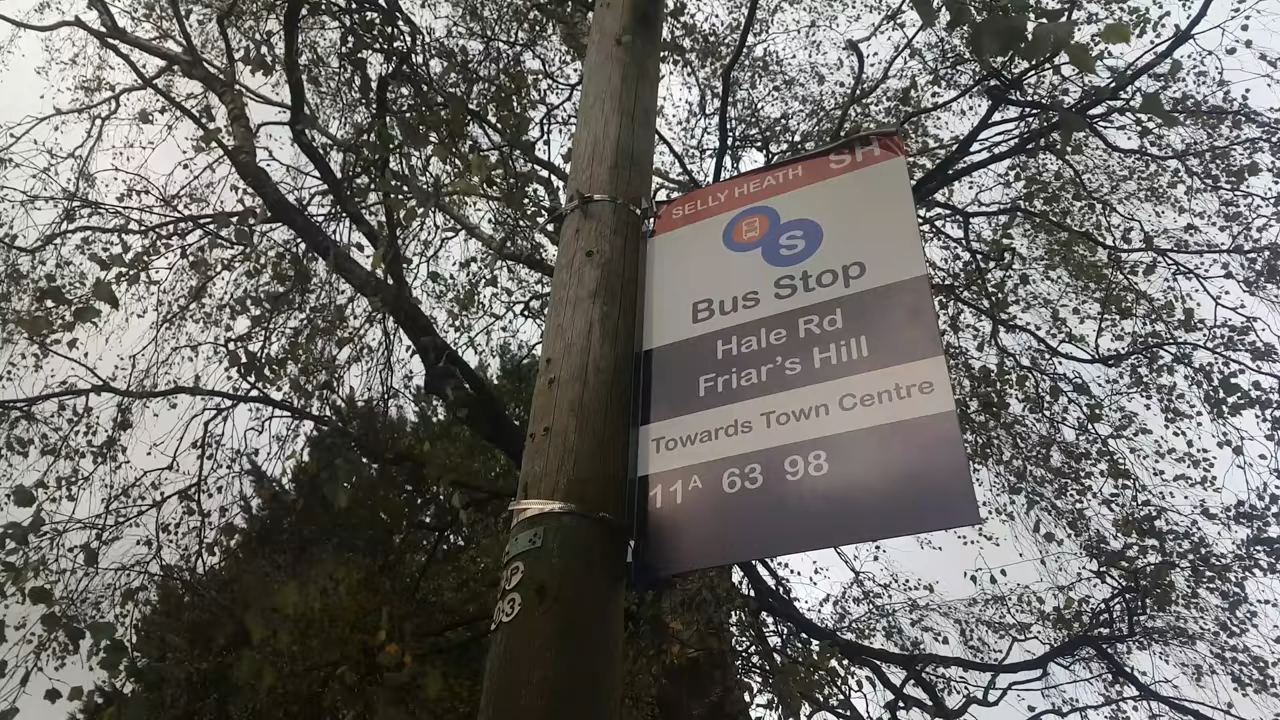 SELLY HEATH SH
S
Bus Stop
Hale Rd
Friar's Hill
Towards Town Centre
11A 63 98